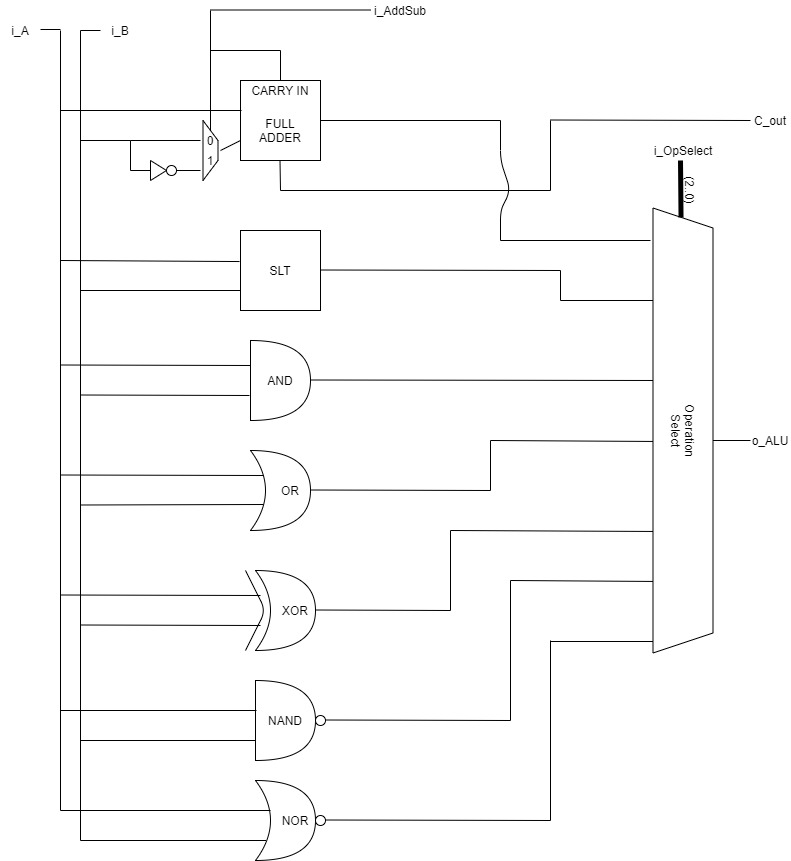 i_AddSub
i_A
i_B
CARRY IN
FULL
ADDER
0
1
C_out
i_OpSelect
(2..0)
SLT
AND
Operation
Select
o_ALU
OR
XOR
NAND
NOR